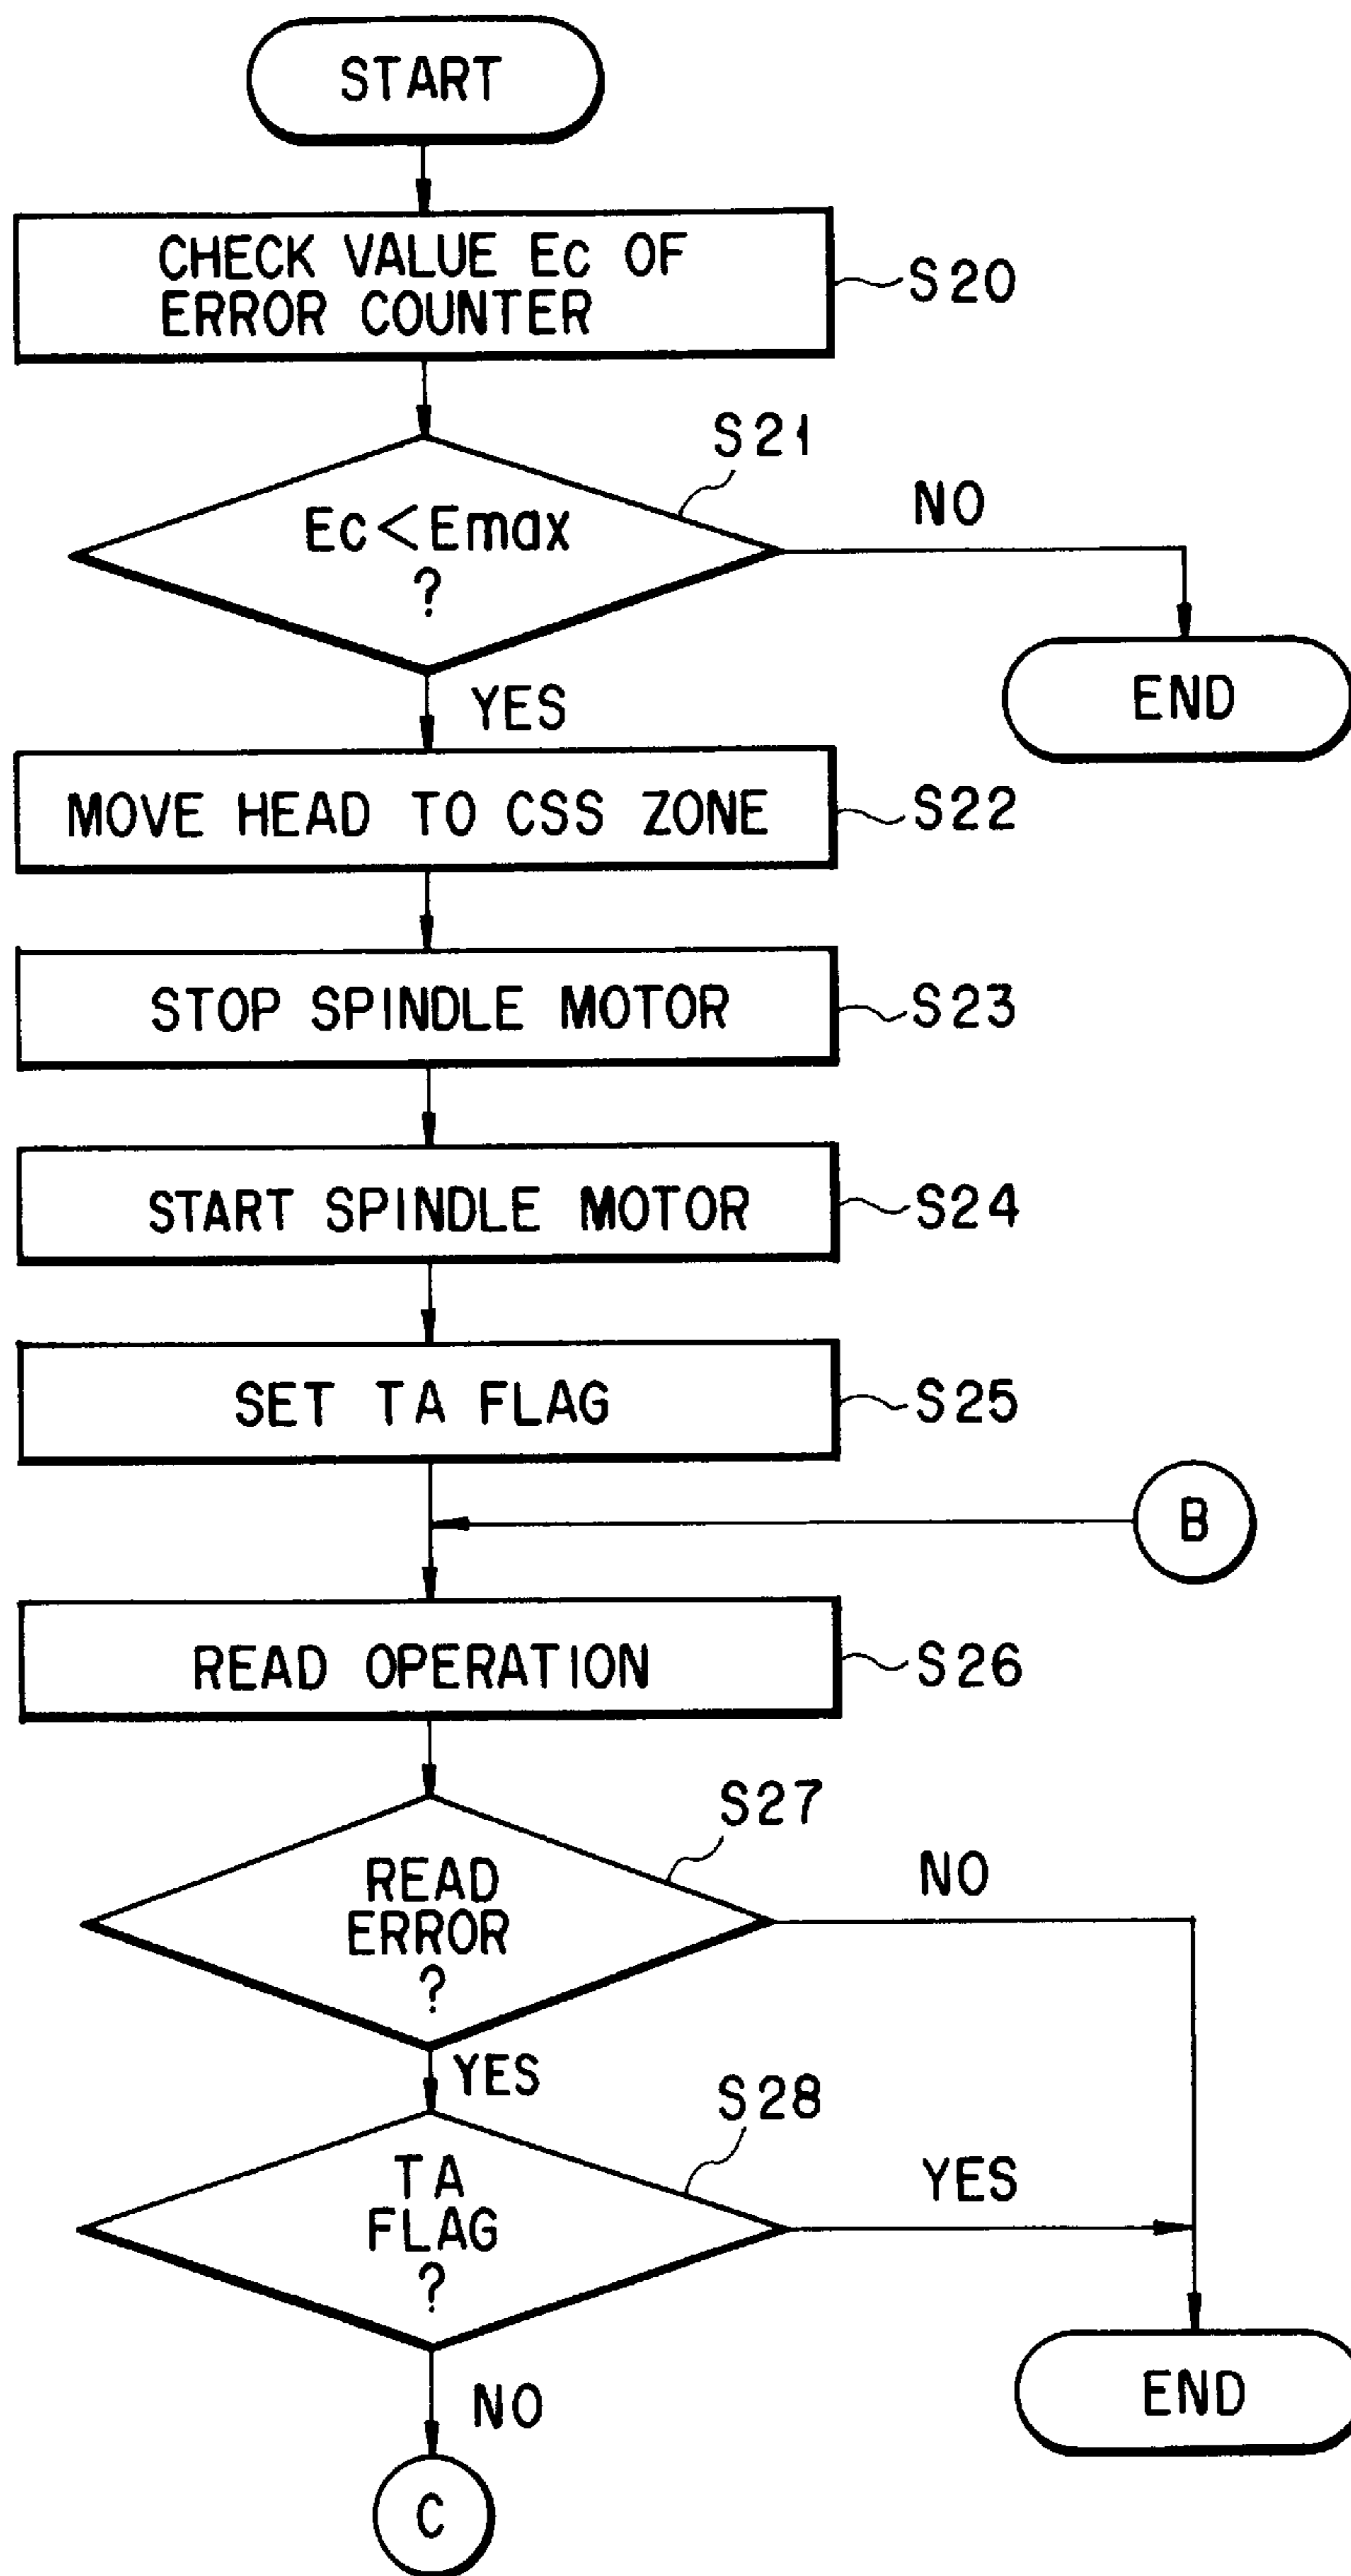 START
CHECK VALUE Ec OF
ERROR COUNTER
S20
S21
Ec<Emax
?
NO
END
YES
MOVE HEAD TO CSS ZONE
S22
STOP SPINDLE MOTOR
S23
START SPINDLE MOTOR
S24
SET TA FLAG
S25
B
READ OPERATION
S26
S27
READ
ERROR
?
NO
YES
S28
TA
FLAG
?
YES
NO
END
C